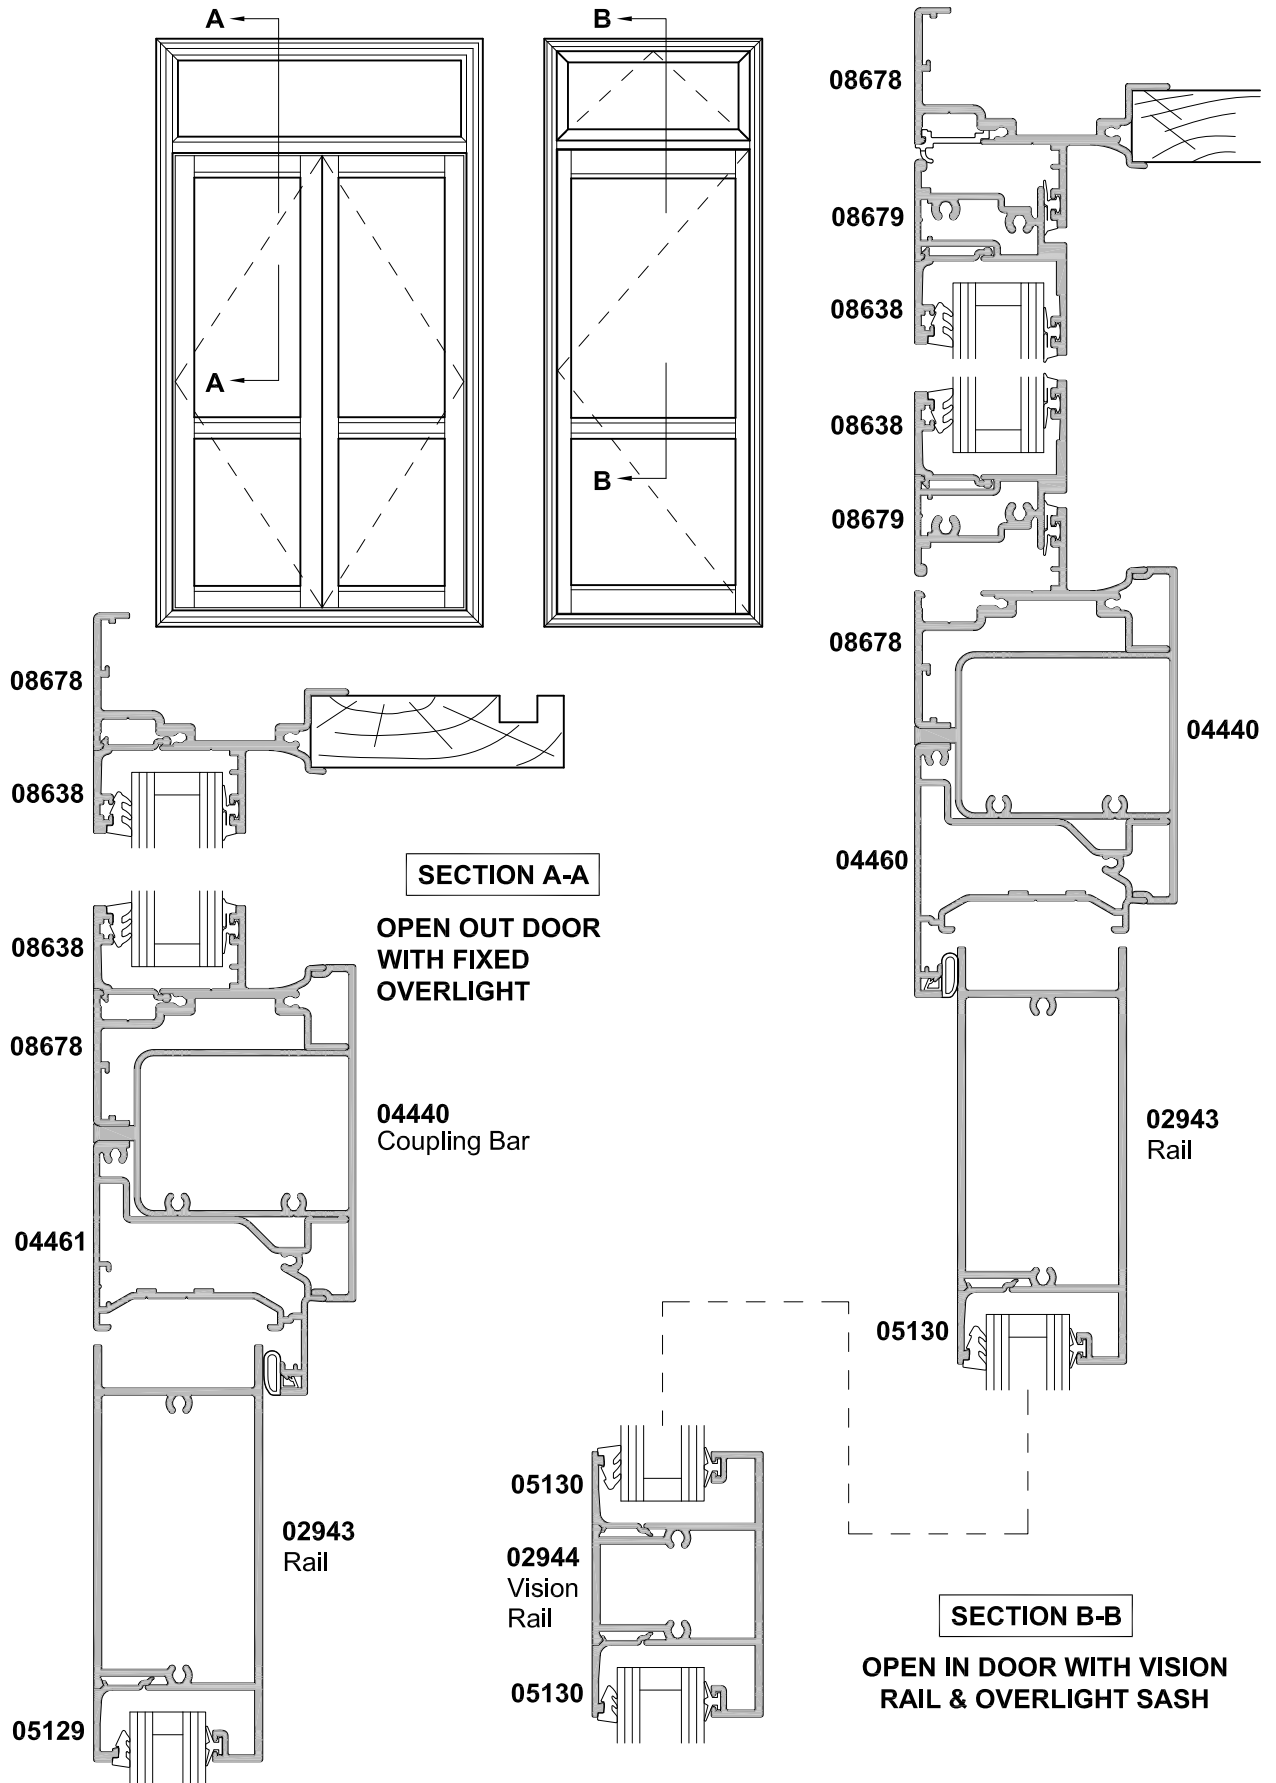 A
A
B
B
08678
08638
08638
08678
04461
02943
Rail
05129
04440
Coupling Bar
SECTION A-A
OPEN OUT DOOR
WITH FIXED
OVERLIGHT
08678
08679
08638
08638
08679
08678
04440
04460
02943
Rail
05130
05130
02944
Vision
Rail
05130
SECTION B-B
OPEN IN DOOR WITH VISION
RAIL & OVERLIGHT SASH